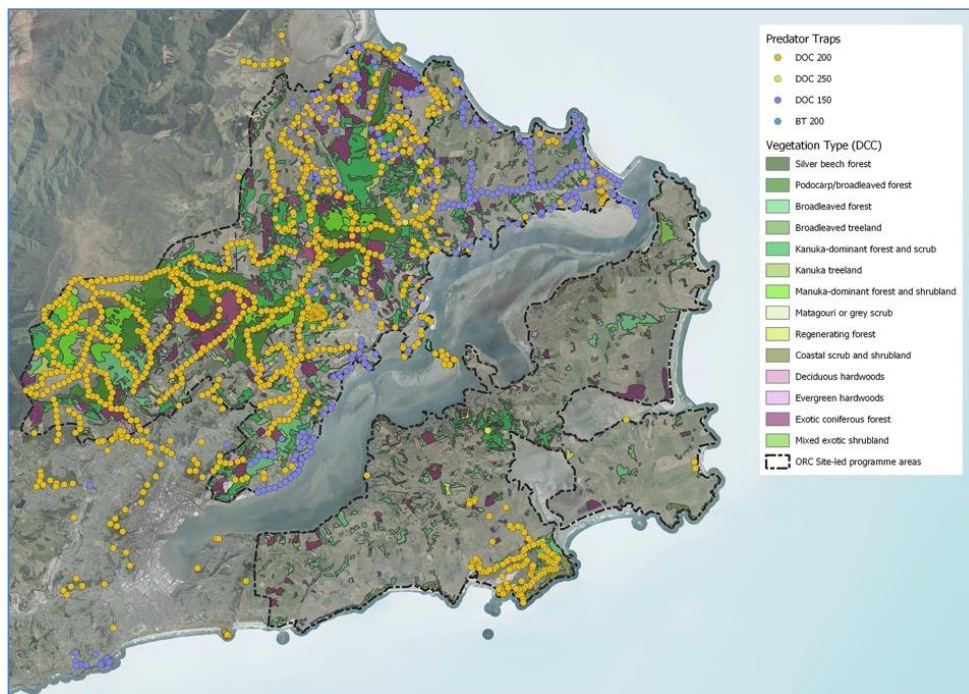 Predator Traps
DOC 200
DOC 250
DOC 150
BT 200
Vegetation Type (DCC)
Silver beech forest
Podocarp/broadleaved forest
Broadleaved forest
Broadleaved treeland
Kanuka-dominant forest and scrub
Kanuka treeland
Manuka-dominant forest and shrubland
Matagouri or grey scrub
Regenerating forest
Coastal scrub and shrubland
Deciduous hardwoods
Evergreen hardwoods
Exotic coniferous forest
Mixed exotic shrubland
ORC Site-led programme areas